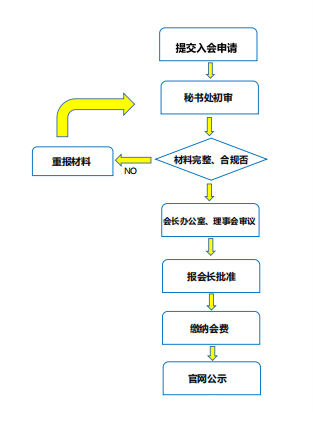 提交入会申请
秘书处初审
材料完整、合规否
重报材料
NO
会长办公室、理事会审议
报会长批准
缴纳会费
官网公示